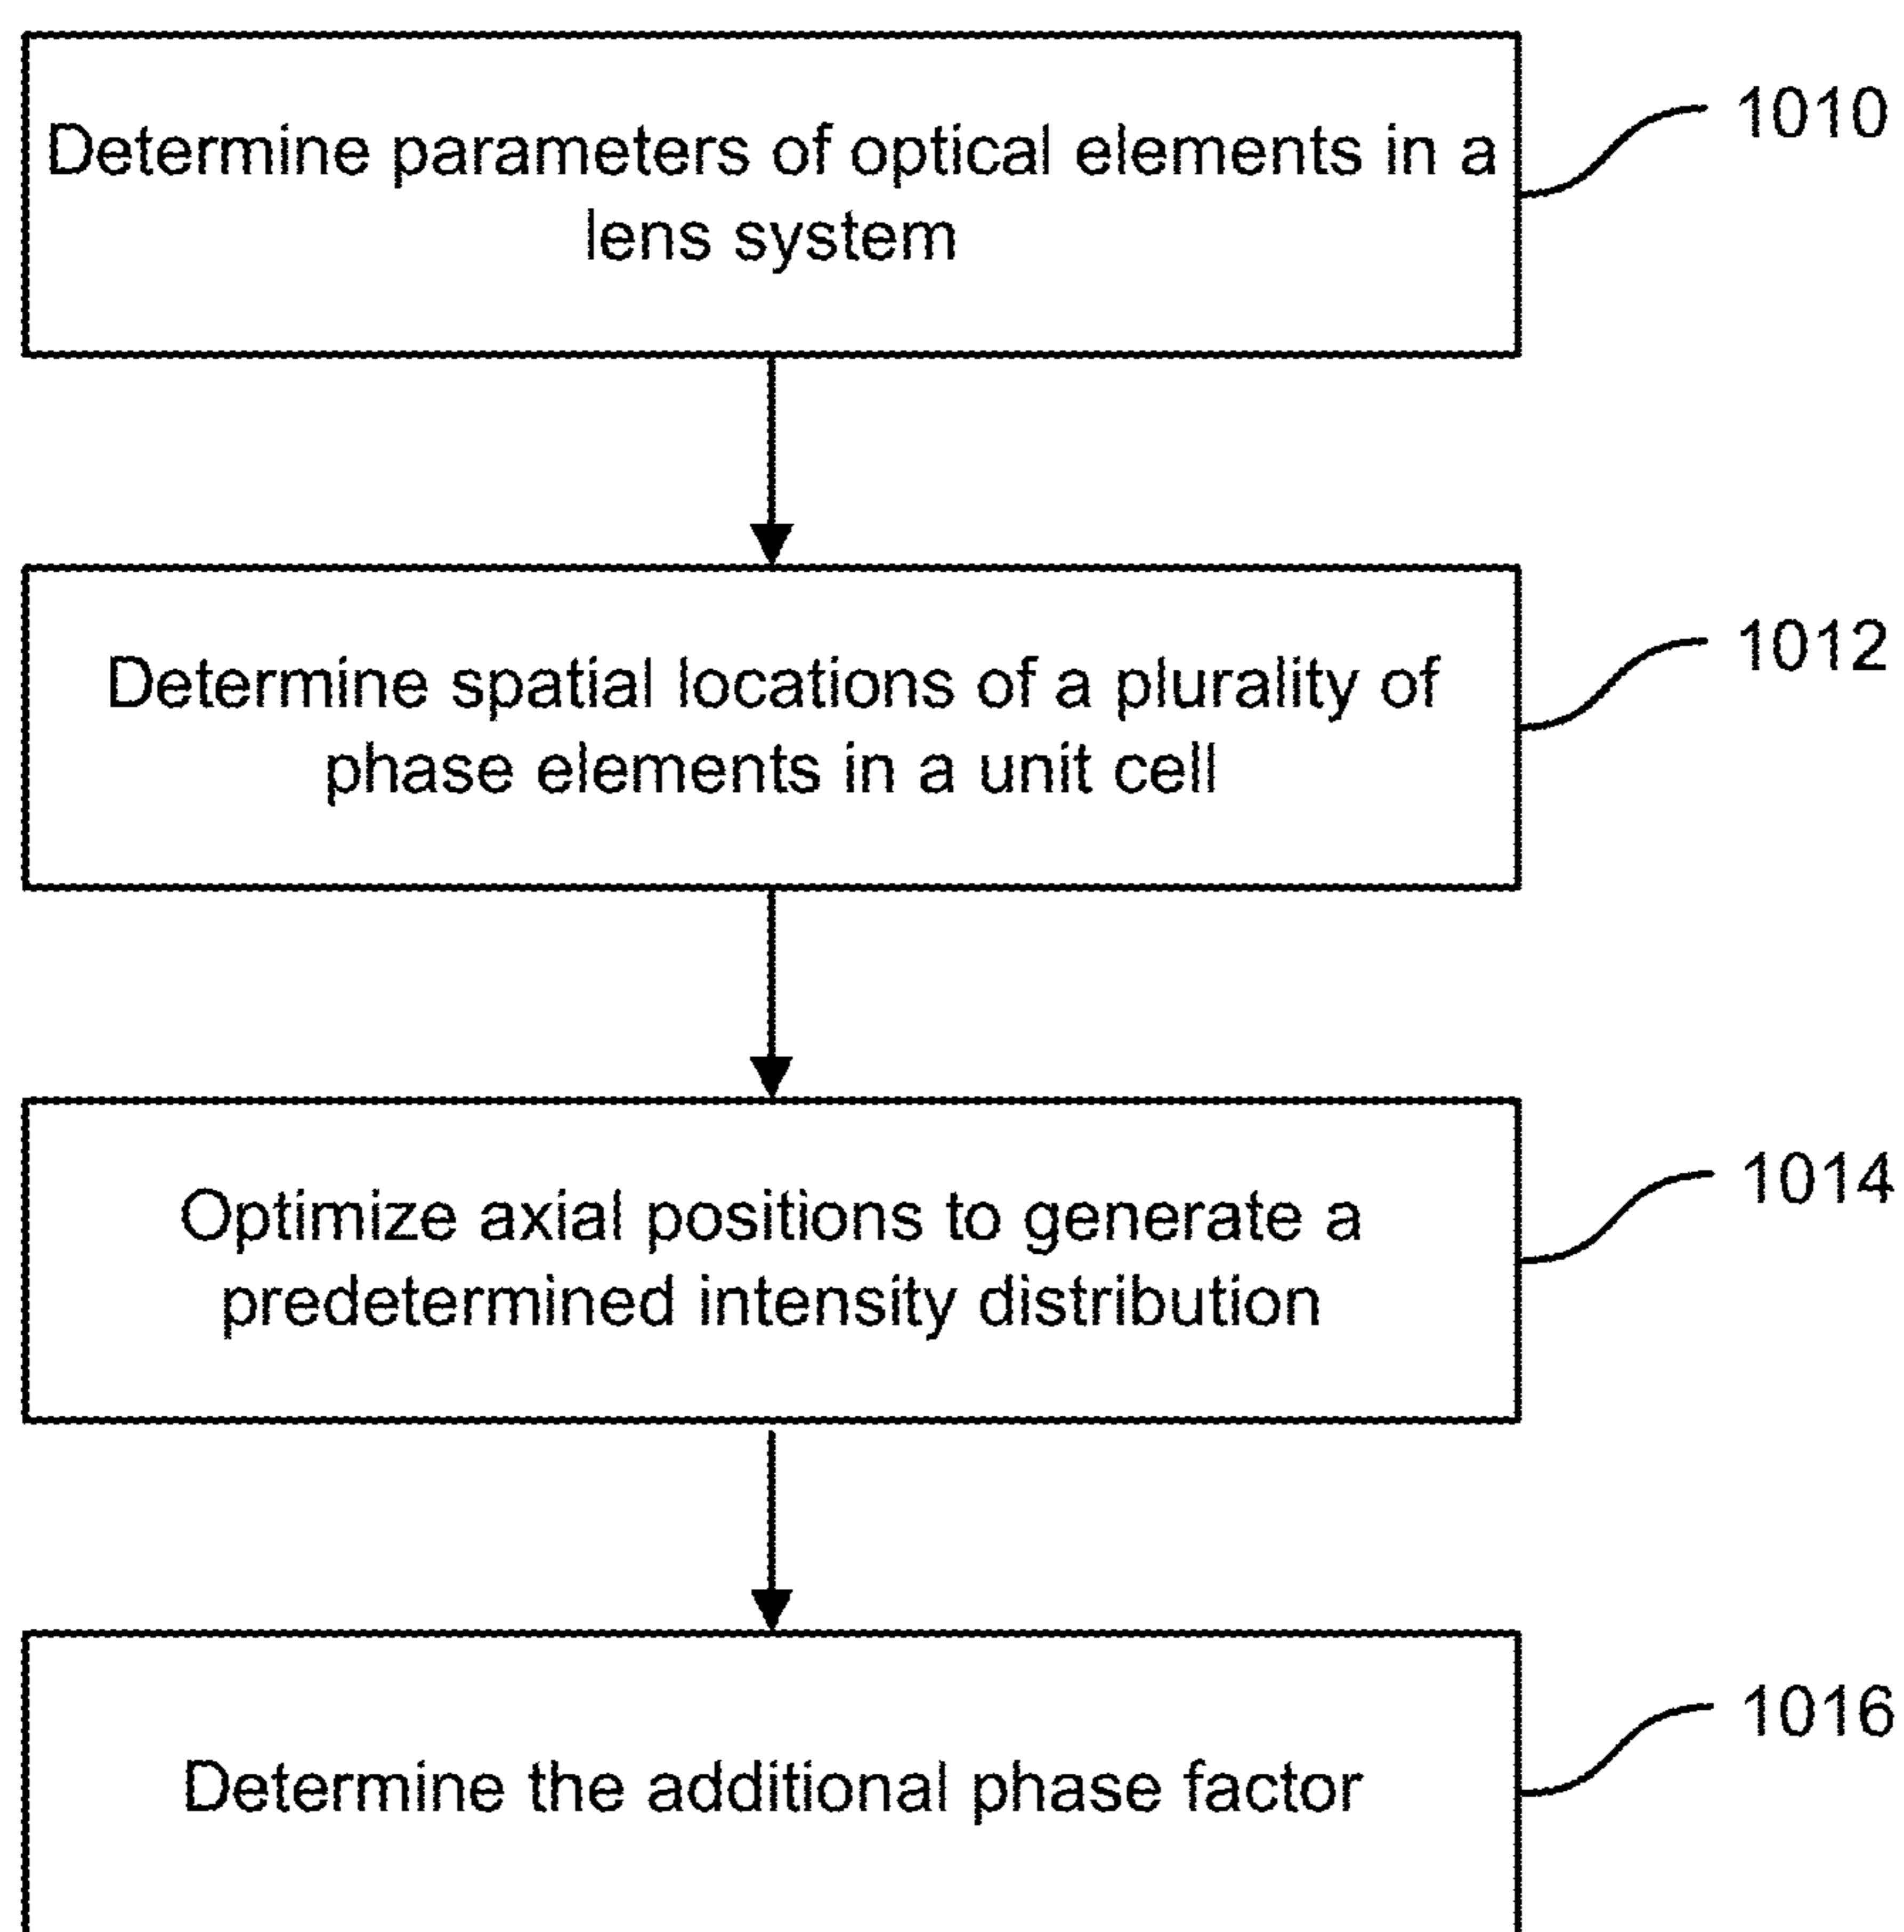 Determine parameters of optical elements in a
lens system
1010
Determine spatial locations of a plurality of
phase elements in a unit cell
1012
Optimize axial positions to generate a
predetermined intensity distribution
1014
Determine the additional phase factor
1016